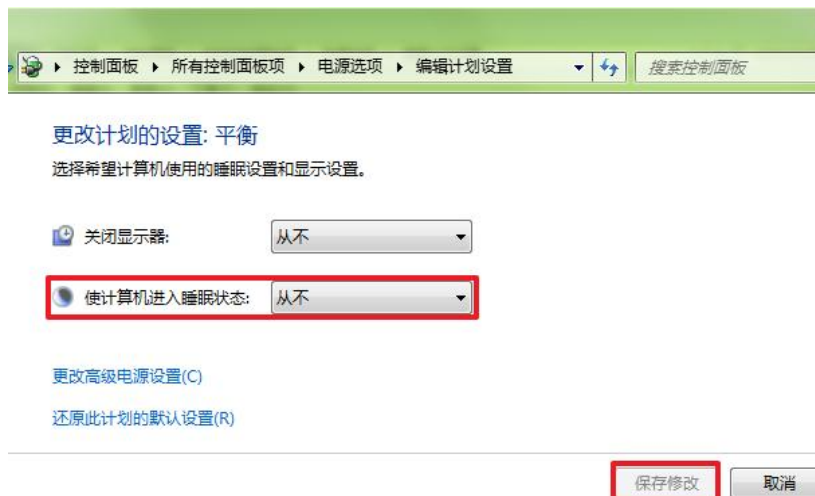 控制面板 ▸ 所有控制面板项 ▸ 电源选项 ▸ 编辑计划设置 搜索控制面板
更改计划的设置: 平衡
选择希望计算机使用的睡眠设置和显示设置。
关闭显示器: 从不
使计算机进入睡眠状态: 从不
更改高级电源设置(C)
还原此计划的默认设置(R)
保存修改 取消